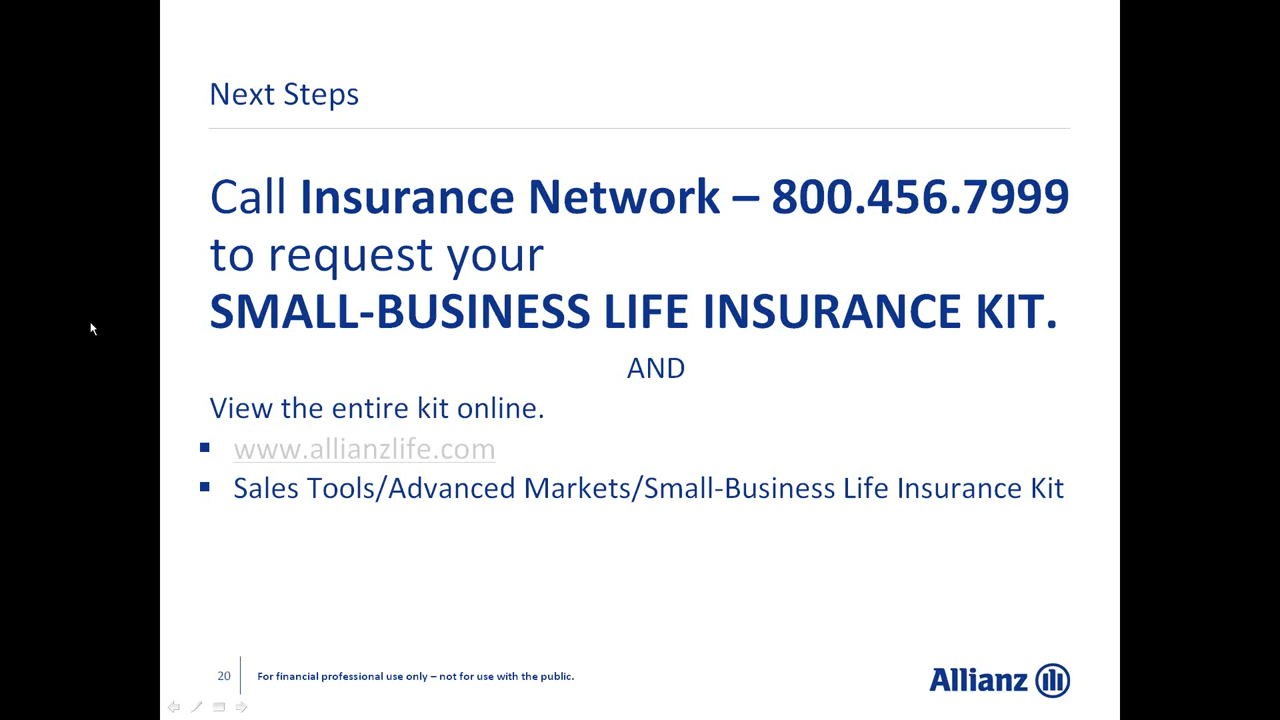 Next Steps
Call Insurance Network – 800.456.7999
to request your
SMALL-BUSINESS LIFE INSURANCE KIT.
AND
View the entire kit online.
▪ www.allianzlife.com
▪ Sales Tools/Advanced Markets/Small-Business Life Insurance Kit
20
For financial professional use only – not for use with the public.
Allianz